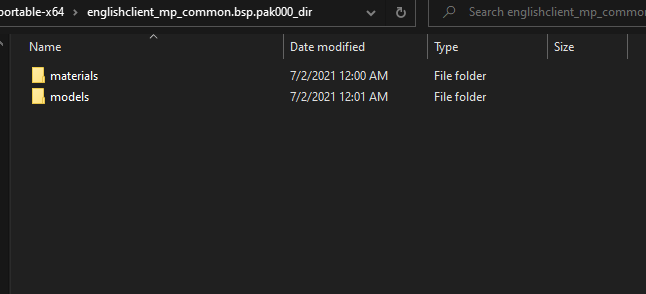 portable-x64 > englishclient_mp_common.bsp.pak000_dir Search englishclient_mp_commo
Name Date modified Type Size
materials 7/2/2021 12:00 AM File folder
models 7/2/2021 12:01 AM File folder